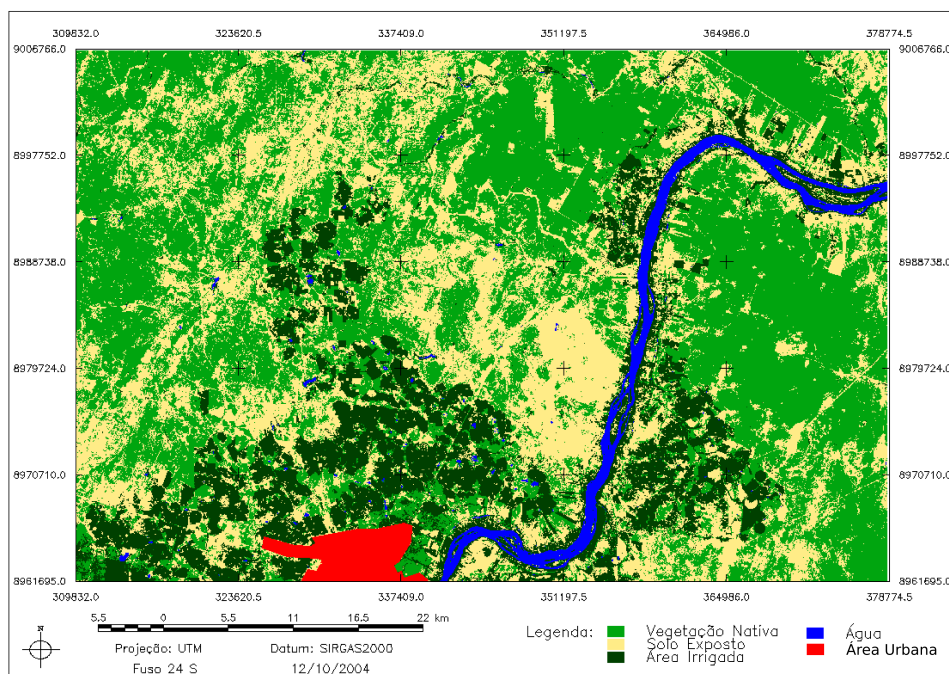 309832.0 323620.5 337409.0 351197.5 364986.0 378774.5
9006766.0 9006766.0
8997752.0 8997752.0
8988738.0 8988738.0
8979724.0 8979724.0
8970710.0 8970710.0
8961695.0 8961695.0
309832.0 323620.5 337409.0 351197.5 364986.0 378774.5
5.5 0 5.5 11 16.5 22 km
N
Projeção: UTM Datum: SIRGAS2000
Fuso 24 S 12/10/2004
Legenda: Vegetação Nativa Água
Solo Exposto Área Urbana
Área Irrigada